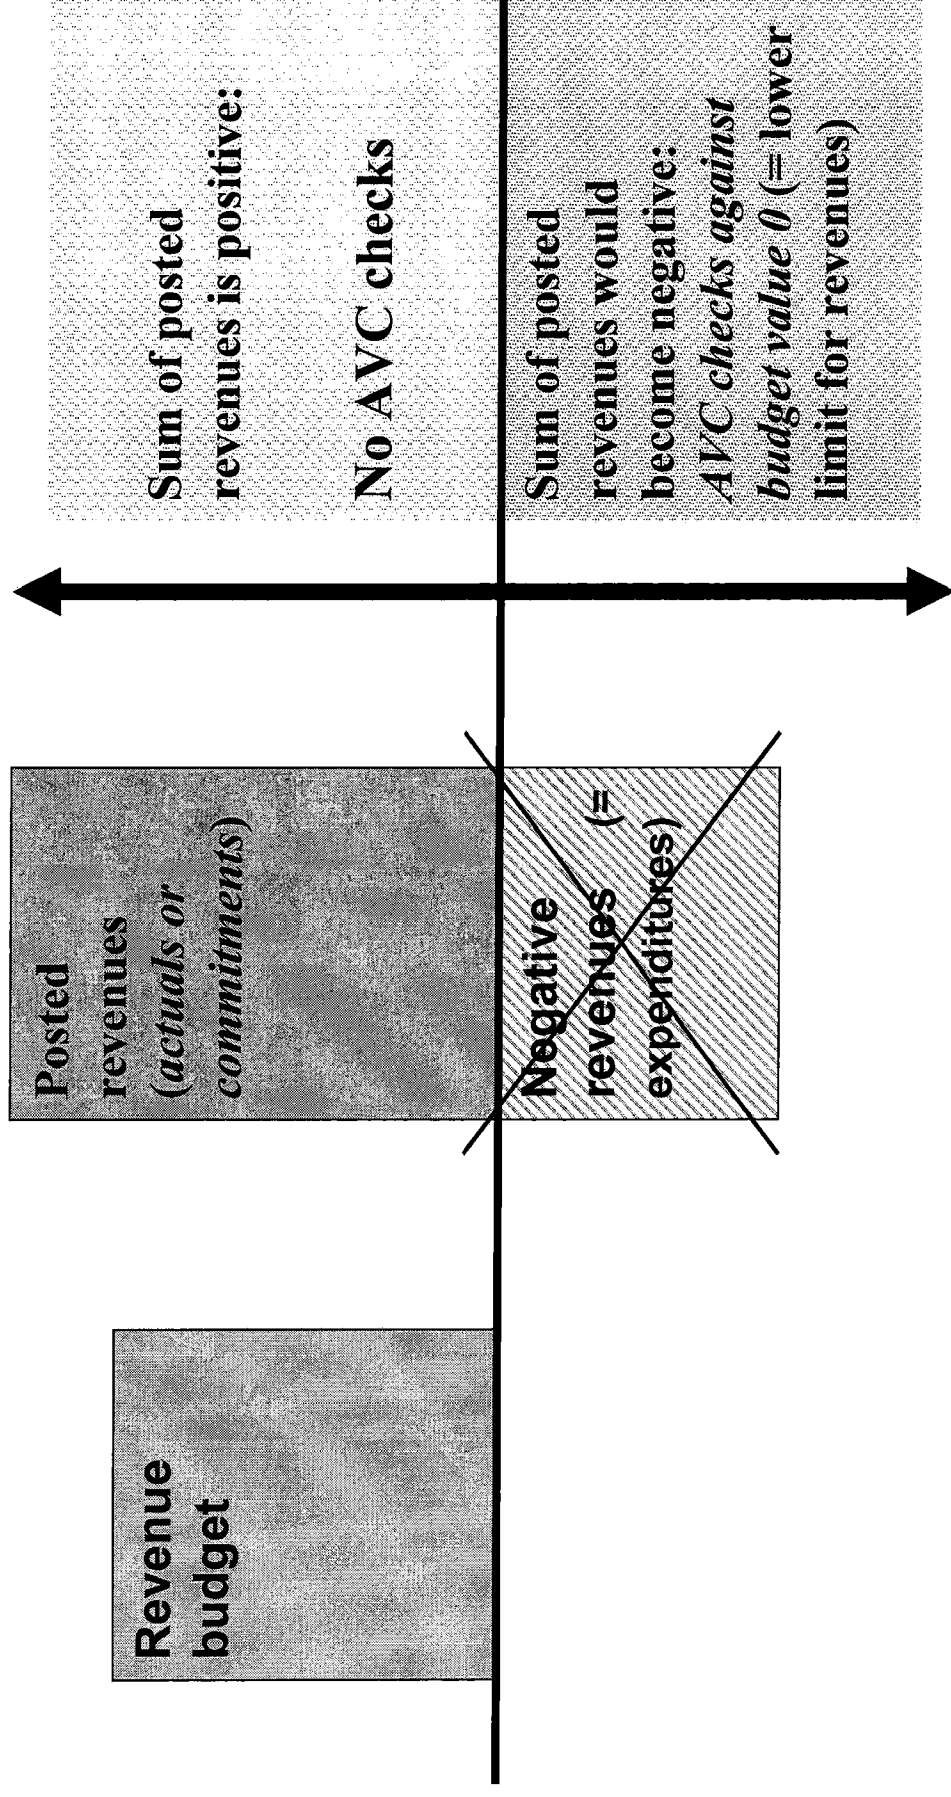 Revenue
budget
Posted
revenues
(actuals or
commitments)
Negative
revenues (=
expenditures)
Sum of posted
revenues is positive:
No AVC checks
Sum of posted
revenues would
become negative:
AVC checks against
budget value 0 (= lower
limit for revenues)